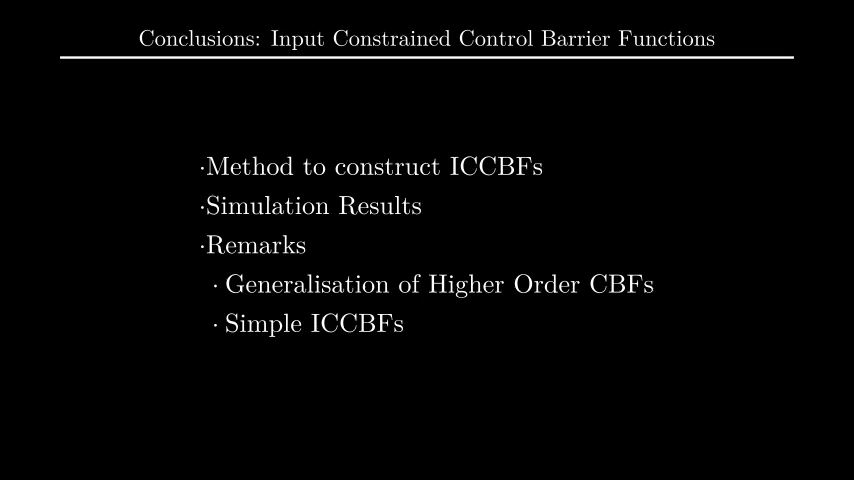 Conclusions: Input Constrained Control Barrier Functions
·Method to construct ICCBFs
·Simulation Results
·Remarks
· Generalisation of Higher Order CBFs
· Simple ICCBFs